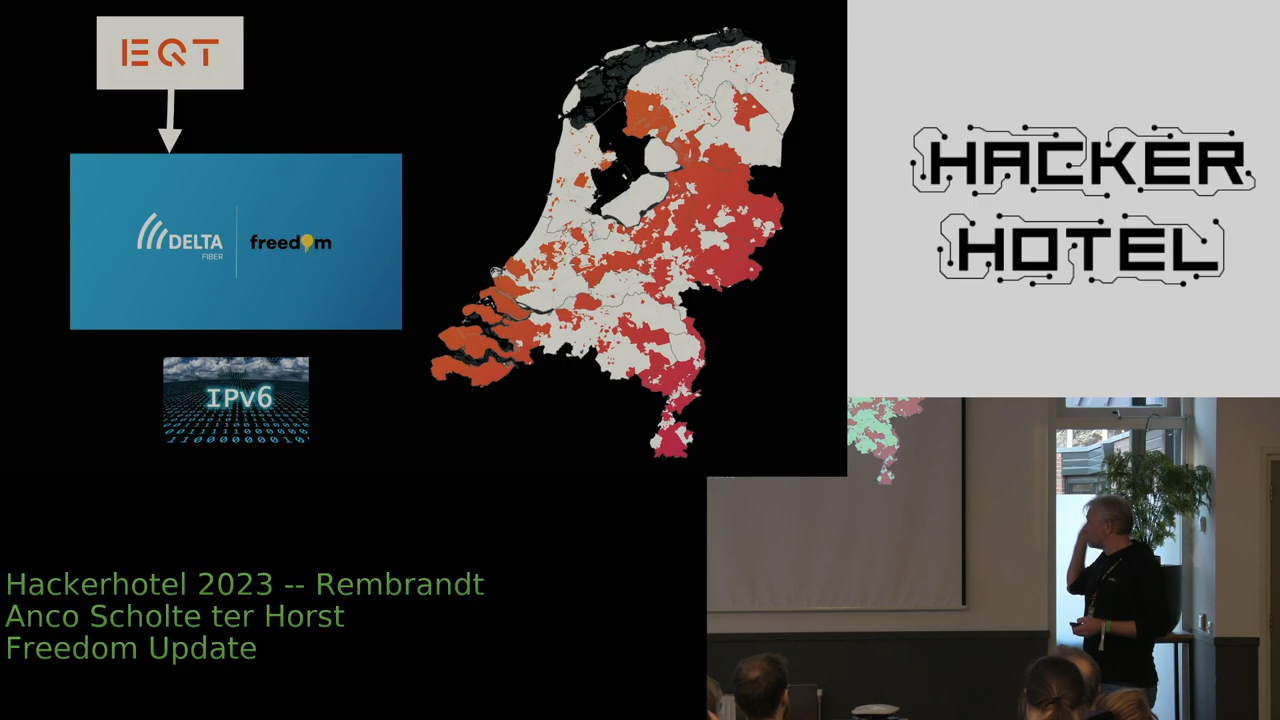 EQT
DELTA
FIBER
freedom
IPv6
HACKER
HOTEL
Hackerhotel 2023 -- Rembrandt
Anco Scholte ter Horst
Freedom Update